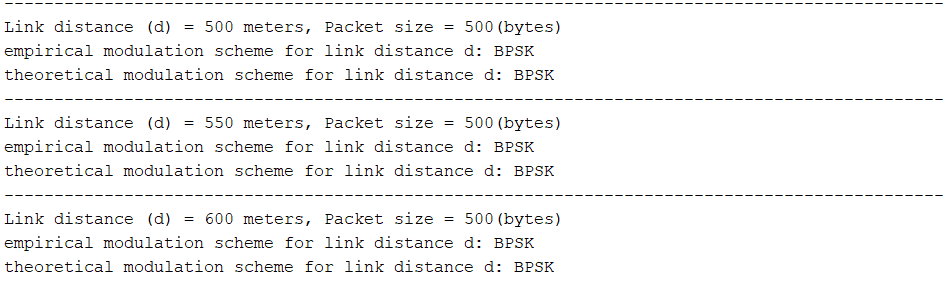 ------------------------------------------------------------------------------------------------
Link distance (d) = 500 meters, Packet size = 500(bytes)
empirical modulation scheme for link distance d: BPSK
theoretical modulation scheme for link distance d: BPSK
------------------------------------------------------------------------------------------------
Link distance (d) = 550 meters, Packet size = 500(bytes)
empirical modulation scheme for link distance d: BPSK
theoretical modulation scheme for link distance d: BPSK
------------------------------------------------------------------------------------------------
Link distance (d) = 600 meters, Packet size = 500(bytes)
empirical modulation scheme for link distance d: BPSK
theoretical modulation scheme for link distance d: BPSK